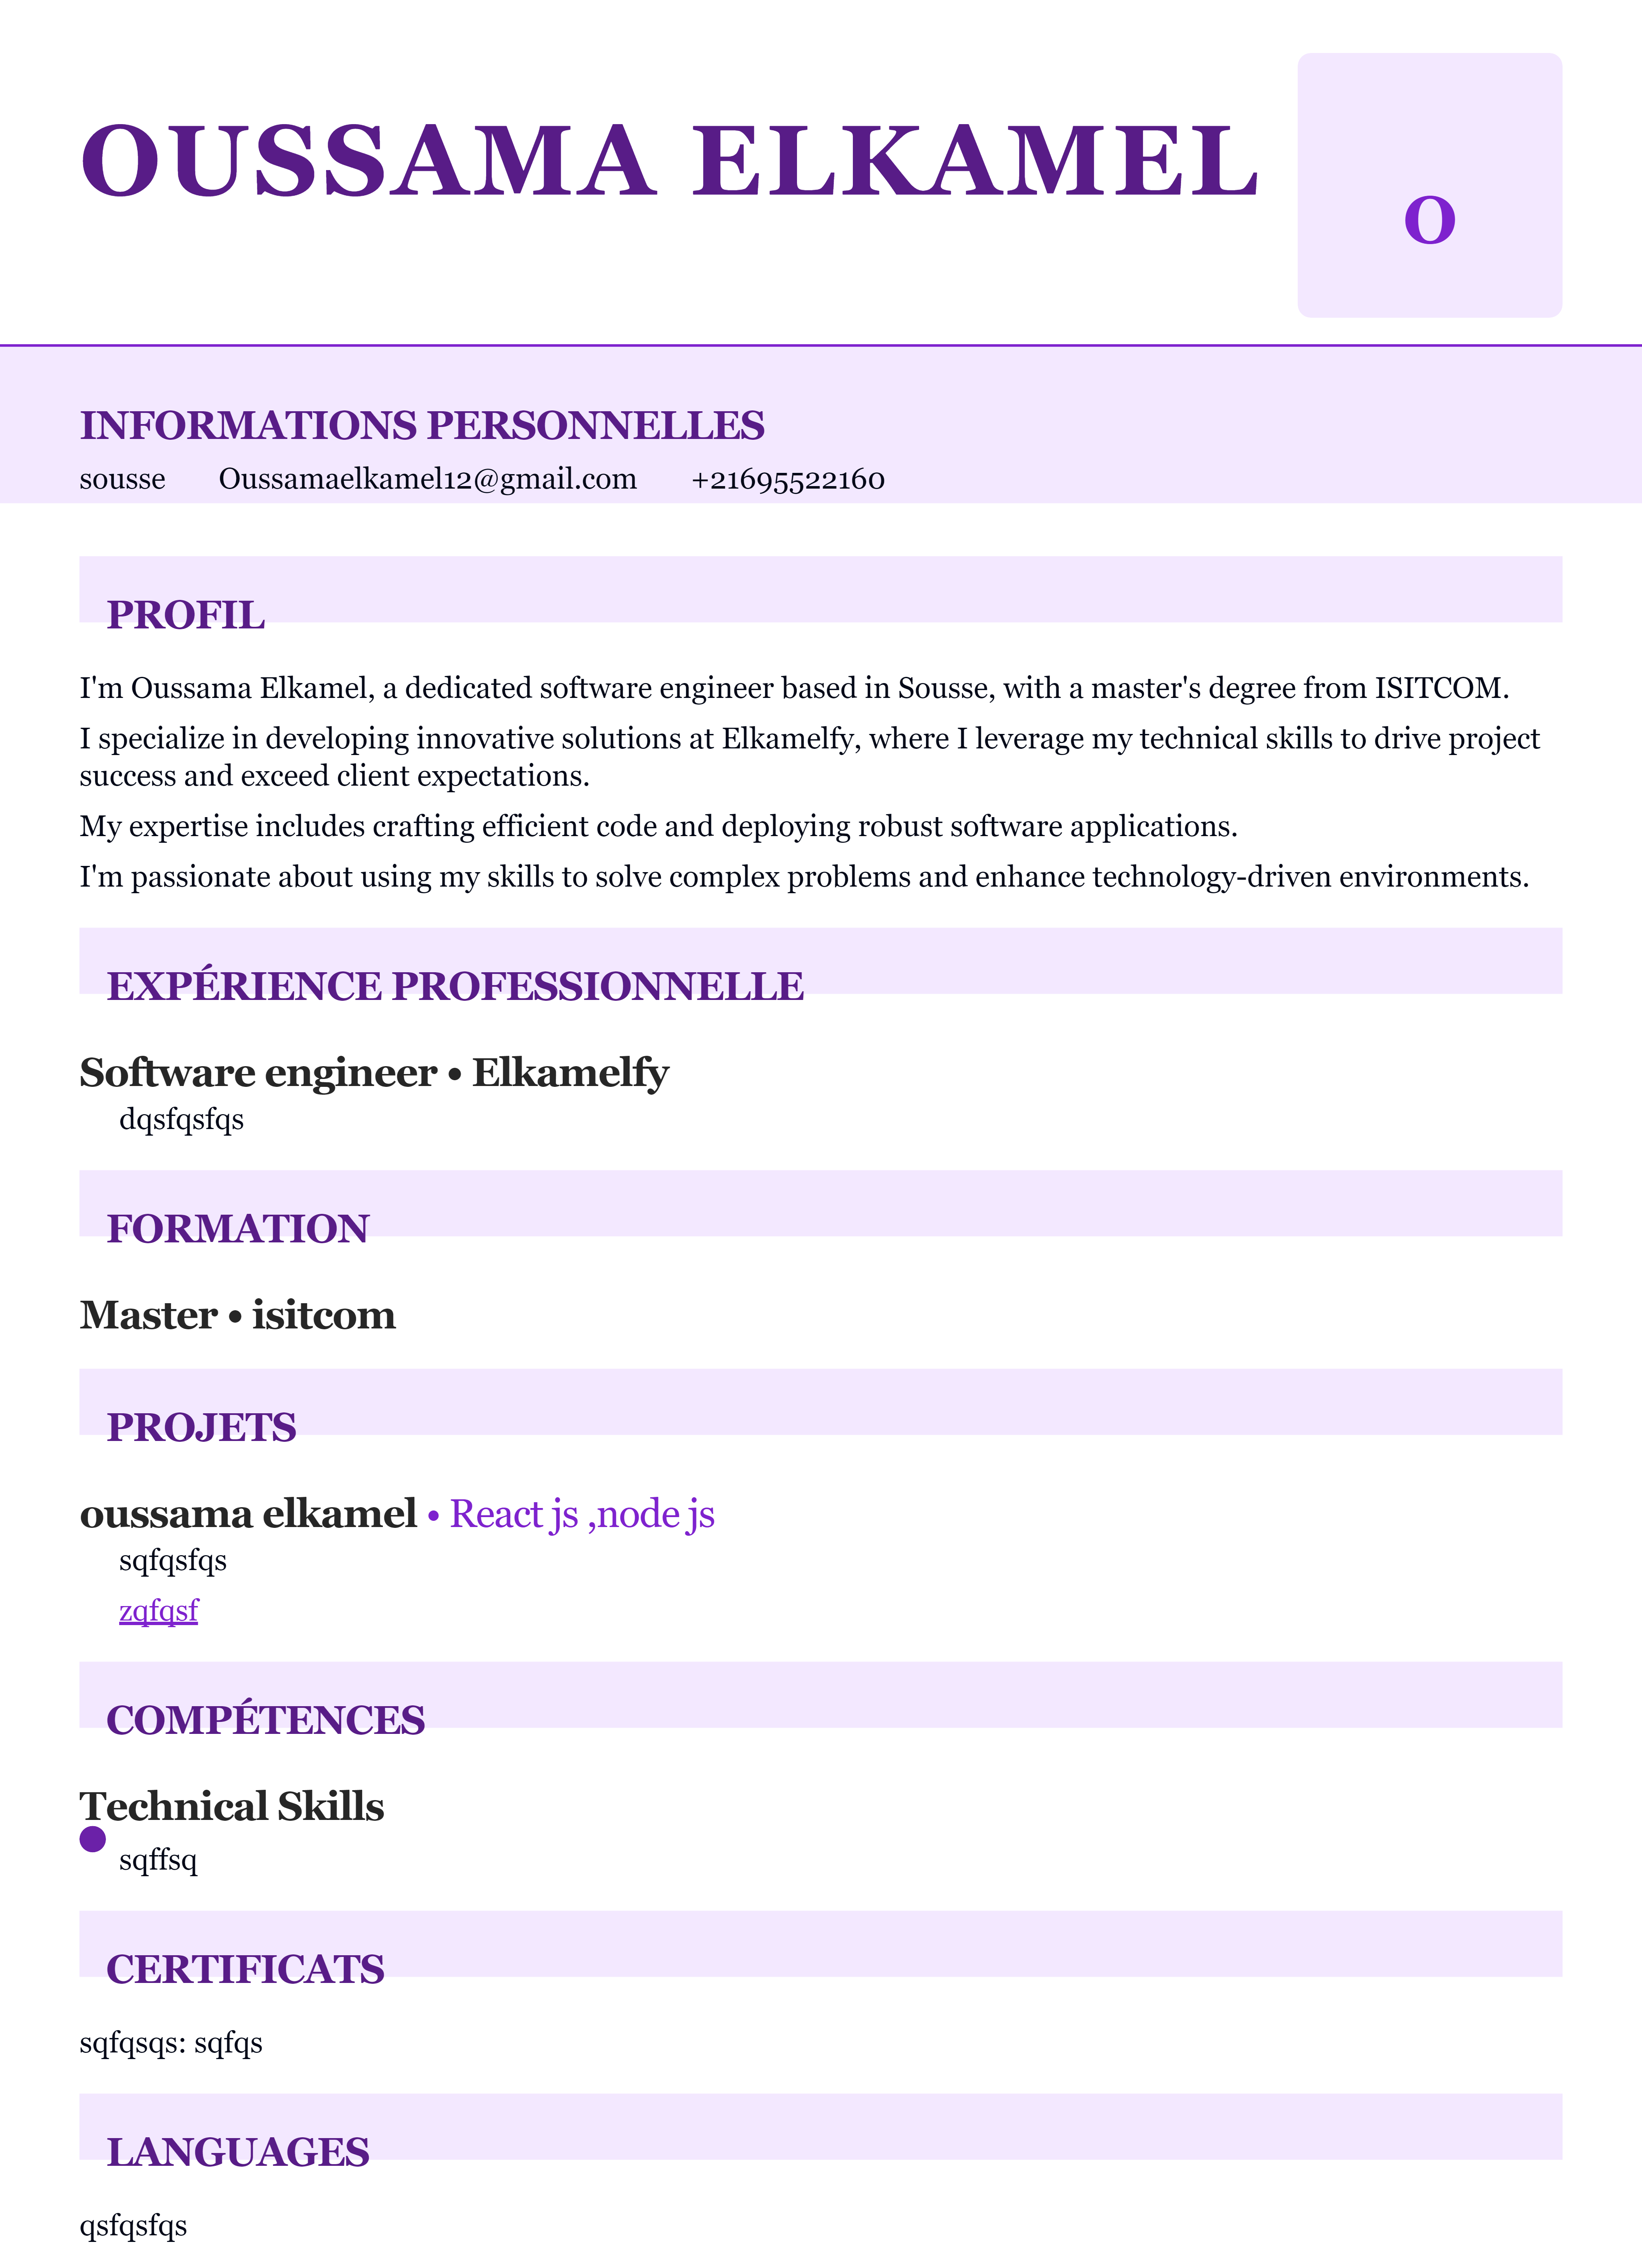 OUSSAMA ELKAMEL
O
INFORMATIONS PERSONNELLES
sousse Oussamaelkamel12@gmail.com +21695522160
PROFIL
I'm Oussama Elkamel, a dedicated software engineer based in Sousse, with a master's degree from ISITCOM.
I specialize in developing innovative solutions at Elkamelfy, where I leverage my technical skills to drive project
success and exceed client expectations.
My expertise includes crafting efficient code and deploying robust software applications.
I'm passionate about using my skills to solve complex problems and enhance technology-driven environments.
EXPÉRIENCE PROFESSIONNELLE
Software engineer • Elkamelfy
dqsfqsfqs
FORMATION
Master • isitcom
PROJETS
oussama elkamel • React js ,node js
sqfqsfqs
zqfqsf
COMPÉTENCES
Technical Skills
sqffsq
CERTIFICATS
sqfqsqs: sqfqs
LANGUAGES
qsfqsfqs